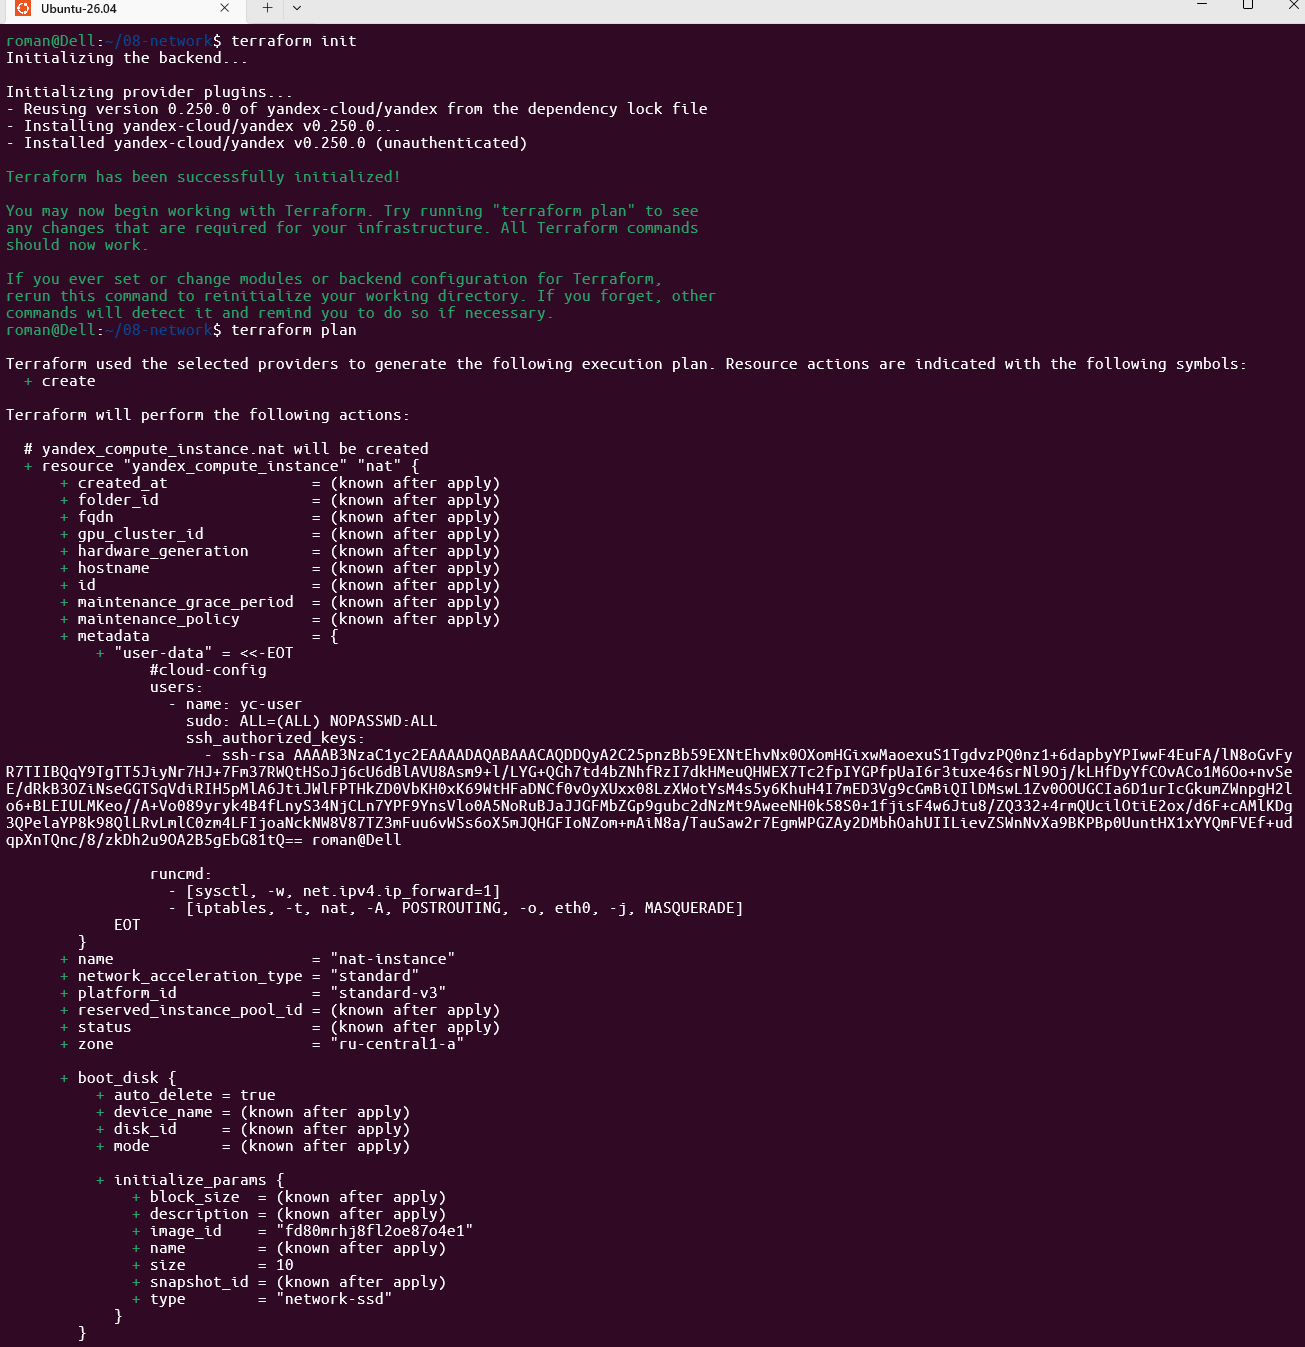 Ubuntu-26.04
roman@Dell:~/08-network$ terraform init
Initializing the backend...
Initializing provider plugins...
- Reusing version 0.250.0 of yandex-cloud/yandex from the dependency lock file
- Installing yandex-cloud/yandex v0.250.0...
- Installed yandex-cloud/yandex v0.250.0 (unauthenticated)
Terraform has been successfully initialized!
You may now begin working with Terraform. Try running "terraform plan" to see
any changes that are required for your infrastructure. All Terraform commands
should now work.
If you ever set or change modules or backend configuration for Terraform,
rerun this command to reinitialize your working directory. If you forget, other
commands will detect it and remind you to do so if necessary.
roman@Dell:~/08-network$ terraform plan
Terraform used the selected providers to generate the following execution plan. Resource actions are indicated with the following symbols:
  + create
Terraform will perform the following actions:
  # yandex_compute_instance.nat will be created
  + resource "yandex_compute_instance" "nat" {
      + created_at                = (known after apply)
      + folder_id                 = (known after apply)
      + fqdn                      = (known after apply)
      + gpu_cluster_id            = (known after apply)
      + hardware_generation       = (known after apply)
      + hostname                  = (known after apply)
      + id                        = (known after apply)
      + maintenance_grace_period  = (known after apply)
      + maintenance_policy        = (known after apply)
      + metadata                  = {
          + "user-data" = <<-EOT
                #cloud-config
                users:
                  - name: yc-user
                    sudo: ALL=(ALL) NOPASSWD:ALL
                    ssh_authorized_keys:
                      - ssh-rsa AAAAB3NzaC1yc2EAAAADAQABAAACAQDDQyA2C25pnzBb59EXNtEhvNx0OXomHGixwMaoexuS1TgdvzPQ0nz1+6dapbyYPIwwF4EuFA/lN8oGvFy
R7TIIBQqY9TgTT5JiyNr7HJ+7Fm37RWQtHSoJj6cU6dBlAVU8Asm9+l/LYG+QGh7td4bZNhfRzI7dkHMeuQHWEX7Tc2fpIYGPfpUaI6r3tuxe46srNl9Oj/kLHfDyYfCOvACo1M6Oo+nvSe
E/dRkB3OZiNseGGTSqVdiRIH5pMlA6JtiJWlFPTHkZD0VbKH0xK69WtHFaDNCf0vOyXUxx08LzXWotYsM4s5y6KhuH4I7mED3Vg9cGmBiQIlDMswL1Zv0OOUGCIa6D1urIcGkumZWnpgH2l
o6+BLEIULMKeo//A+Vo089yryk4B4fLnyS34NjCLn7YPF9YnsVlo0A5NoRuBJaJJGFMbZGp9gubc2dNzMt9AweeNH0k58S0+1fjisF4w6Jtu8/ZQ332+4rmQUcilOtiE2ox/d6F+cAMlKDg
3QPelaYP8k98QlLRvLmlC0zm4LFIjoaNckNW8V87TZ3mFuu6vWSs6oX5mJQHGFIoNZom+mAiN8a/TauSaw2r7EgmWPGZAy2DMbhOahUIILievZSWnNvXa9BKPBp0UuntHX1xYYQmFVEf+ud
qpXnTQnc/8/zkDh2u9OA2B5gEbG81tQ== roman@Dell
                runcmd:
                  - [sysctl, -w, net.ipv4.ip_forward=1]
                  - [iptables, -t, nat, -A, POSTROUTING, -o, eth0, -j, MASQUERADE]
            EOT
        }
      + name                      = "nat-instance"
      + network_acceleration_type = "standard"
      + platform_id               = "standard-v3"
      + reserved_instance_pool_id = (known after apply)
      + status                    = (known after apply)
      + zone                      = "ru-central1-a"
      + boot_disk {
          + auto_delete = true
          + device_name = (known after apply)
          + disk_id     = (known after apply)
          + mode        = (known after apply)
          + initialize_params {
              + block_size  = (known after apply)
              + description = (known after apply)
              + image_id    = "fd80mrhj8fl2oe87o4e1"
              + name        = (known after apply)
              + size        = 10
              + snapshot_id = (known after apply)
              + type        = "network-ssd"
            }
        }